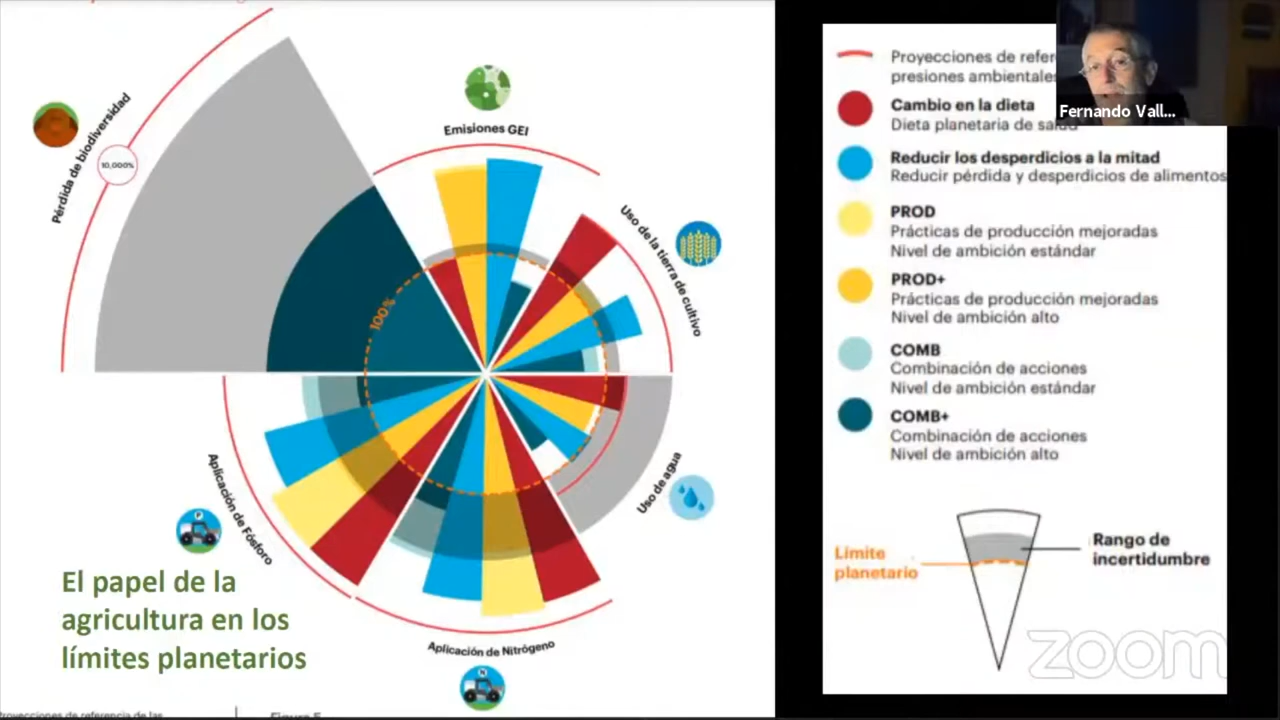 Pérdida de biodiversidad
10,000%
Emisiones GEI
Uso de la tierra de cultivo
100%
Uso de agua
Aplicación de Fósforo
P
Aplicación de Nitrógeno
N
El papel de la
agricultura en los
límites planetarios
Proyecciones de referencia de las
Figura 5
Proyecciones de refer
presiones ambientale
Cambio en la dieta
Dieta planetaria de salud
Reducir los desperdicios a la mitad
Reducir pérdida y desperdicios de alimentos
PROD
Prácticas de producción mejoradas
Nivel de ambición estándar
PROD+
Prácticas de producción mejoradas
Nivel de ambición alto
COMB
Combinación de acciones
Nivel de ambición estándar
COMB+
Combinación de acciones
Nivel de ambición alto
Límite
planetario
Rango de
incertidumbre
Fernando Vall...
zoom